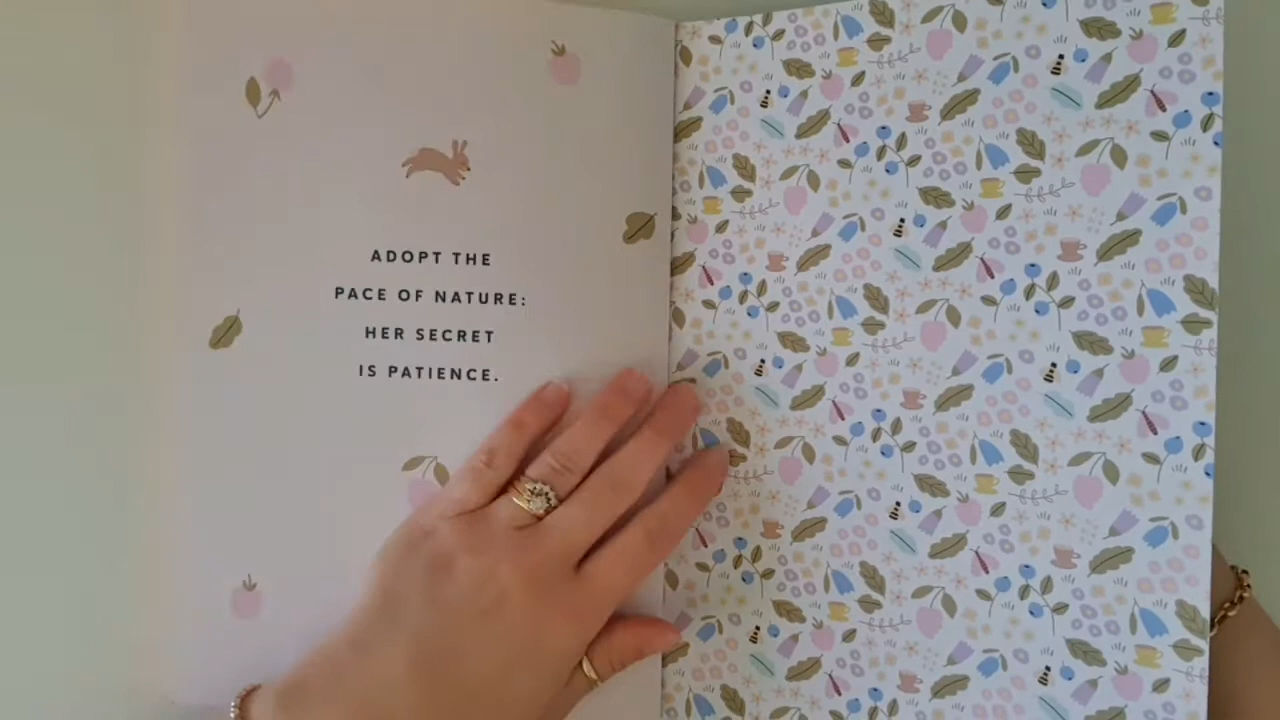 ADOPT THE
PACE OF NATURE:
HER SECRET
IS PATIENCE.